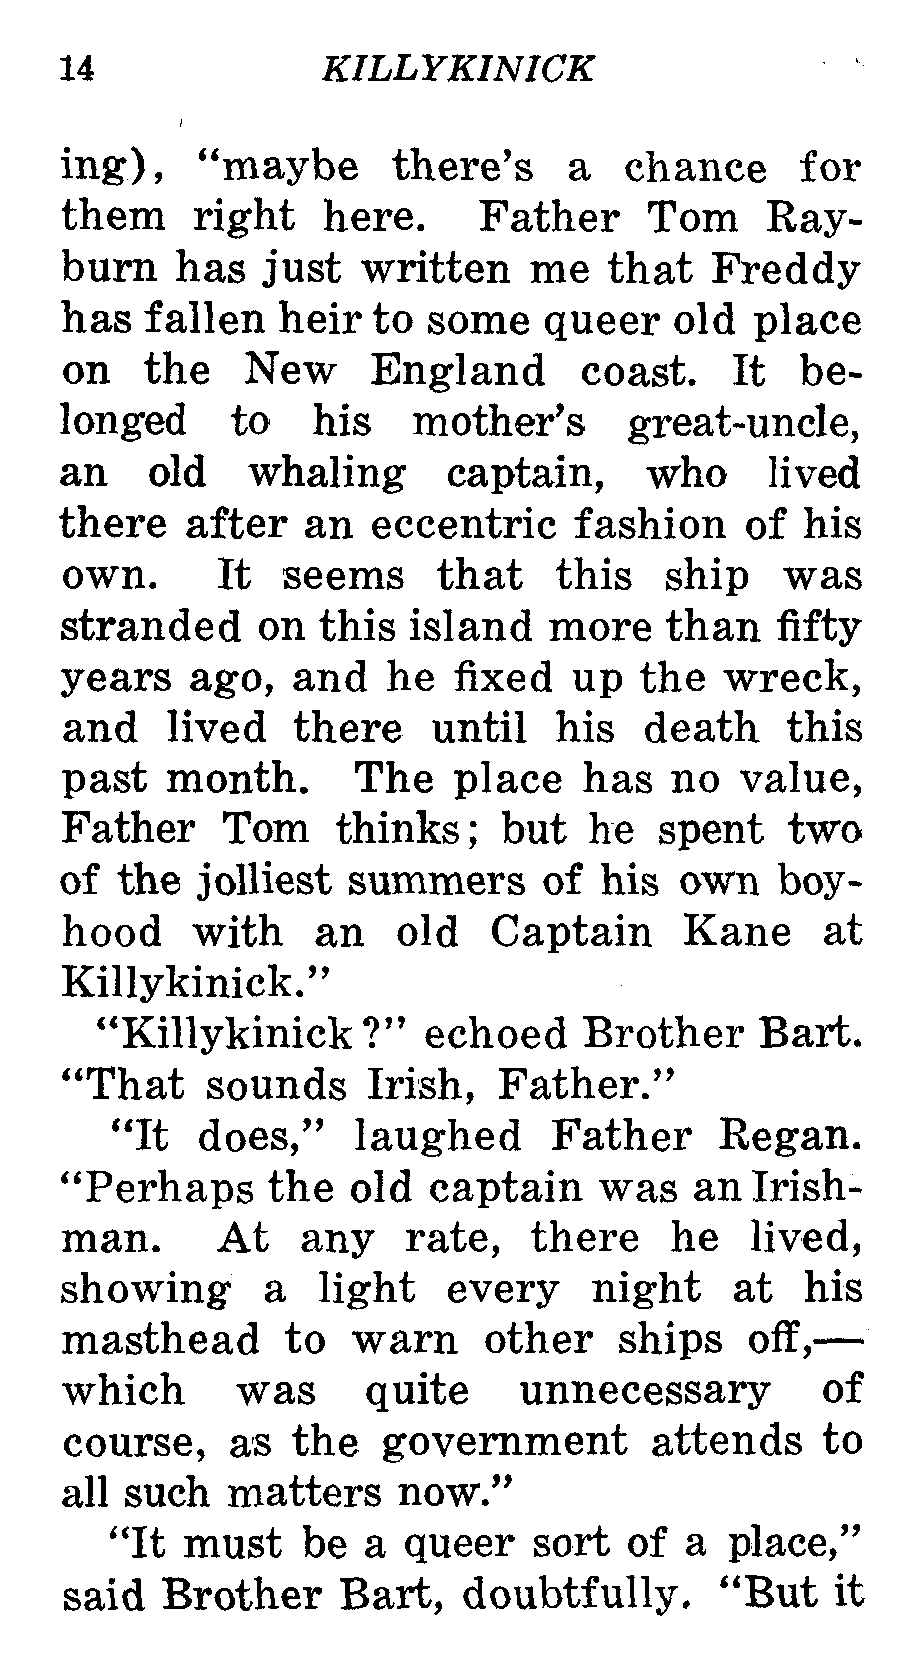 14 KILLYKINICK
ing), "maybe there's a chance for
them right here. Father Tom Ray-
burn has just written me that Freddy
has fallen heir to some queer old place
on the New England coast. It be-
longed to his mother's great-uncle,
an old whaling captain, who lived
there after an eccentric fashion of his
own. It seems that this ship was
stranded on this island more than fifty
years ago, and he fixed up the wreck,
and lived there until his death this
past month. The place has no value,
Father Tom thinks; but he spent two
of the jolliest summers of his own boy-
hood with an old Captain Kane at
Killykinick."
"Killykinick?" echoed Brother Bart.
"That sounds Irish, Father."
"It does," laughed Father Regan.
"Perhaps the old captain was an Irish-
man. At any rate, there he lived,
showing a light every night at his
masthead to warn other ships off,—
which was quite unnecessary of
course, as the government attends to
all such matters now."
"It must be a queer sort of a place,"
said Brother Bart, doubtfully. "But it